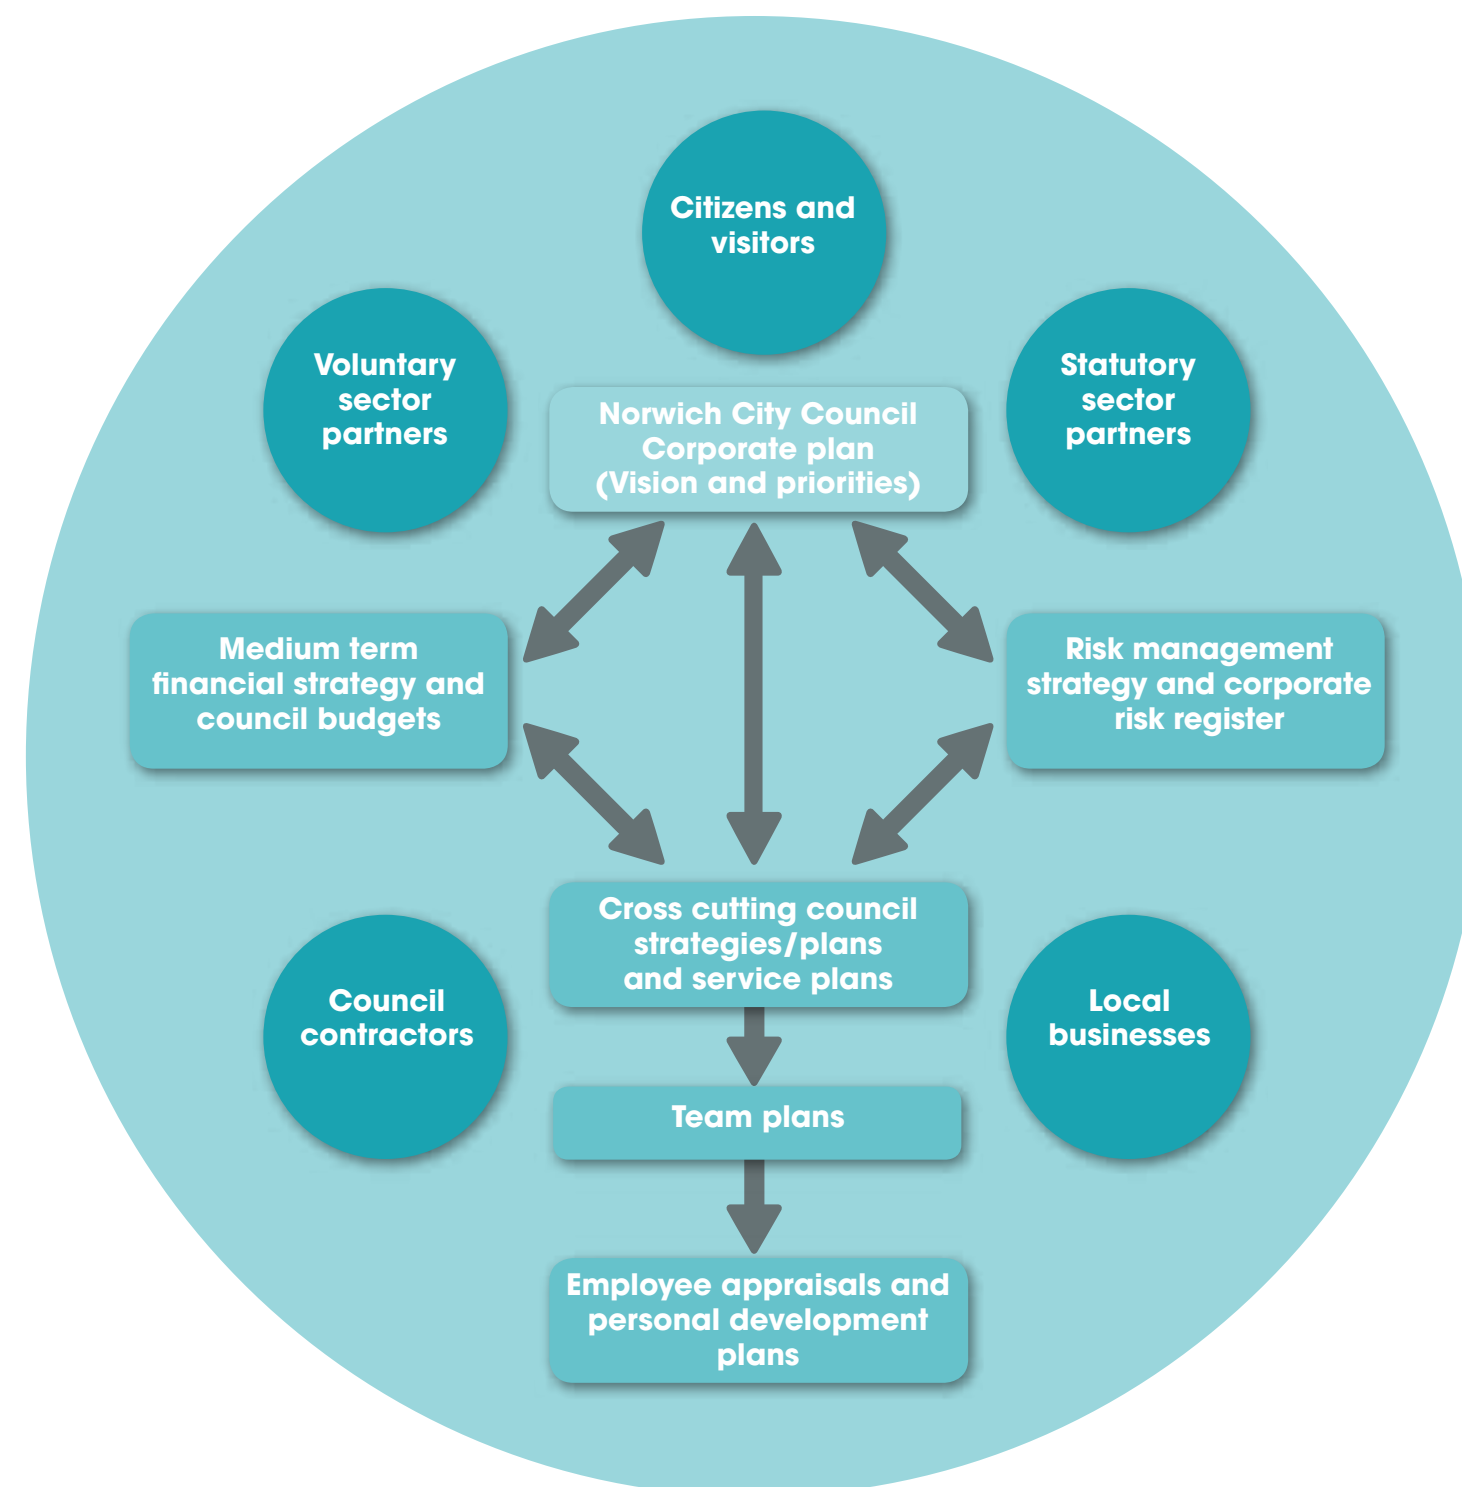 Citizens and
visitors
Voluntary
sector
partners
Statutory
sector
partners
Norwich City Council
Corporate plan
(Vision and priorities)
Medium term
financial strategy and
council budgets
Risk management
strategy and corporate
risk register
Cross cutting council
strategies/plans
and service plans
Council
contractors
Local
businesses
Team plans
Employee appraisals and
personal development
plans